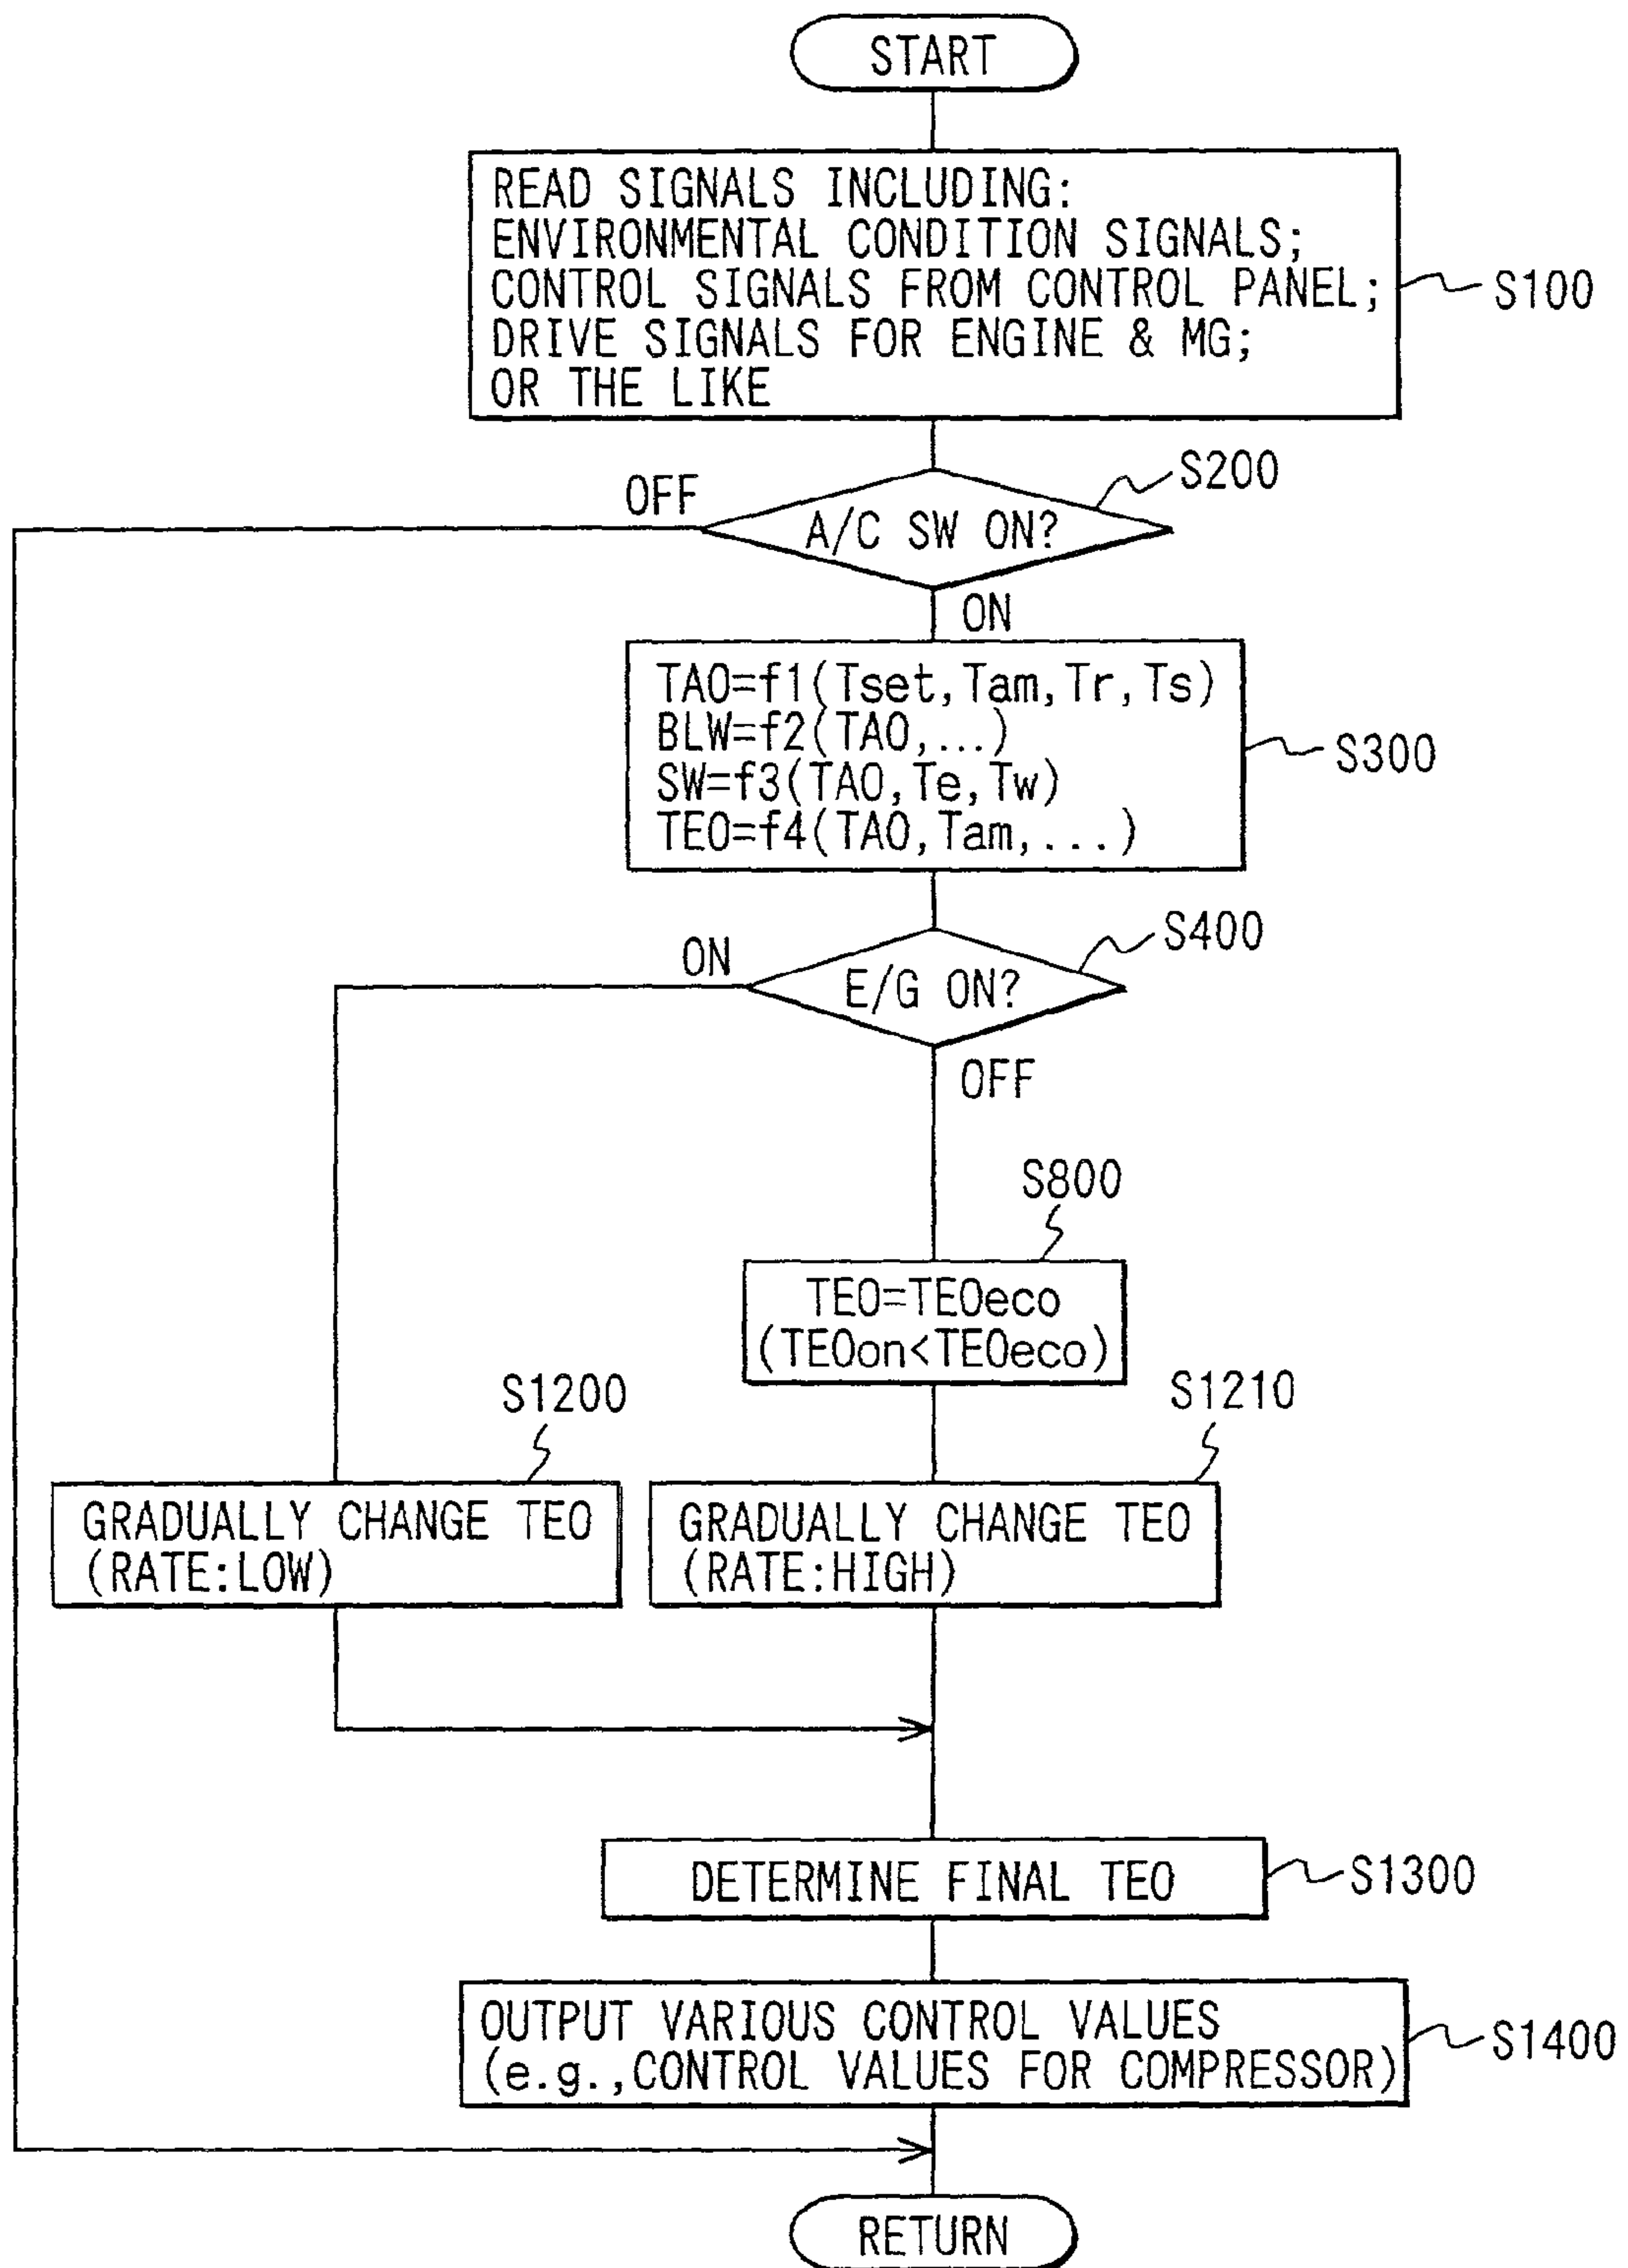 START
READ SIGNALS INCLUDING:
ENVIRONMENTAL CONDITION SIGNALS;
CONTROL SIGNALS FROM CONTROL PANEL;
DRIVE SIGNALS FOR ENGINE & MG;
OR THE LIKE
S100
S200
OFF
A/C SW ON?
ON
TAO=f1(Tset,Tam,Tr,Ts)
BLW=f2(TAO,...)
SW=f3(TAO,Te,Tw)
TEO=f4(TAO,Tam,...)
S300
S400
ON
E/G ON?
OFF
S800
TEO=TEOeco
(TEOon<TEOeco)
S1200
S1210
GRADUALLY CHANGE TEO
(RATE:LOW)
GRADUALLY CHANGE TEO
(RATE:HIGH)
DETERMINE FINAL TEO
S1300
OUTPUT VARIOUS CONTROL VALUES
(e.g.,CONTROL VALUES FOR COMPRESSOR)
S1400
RETURN